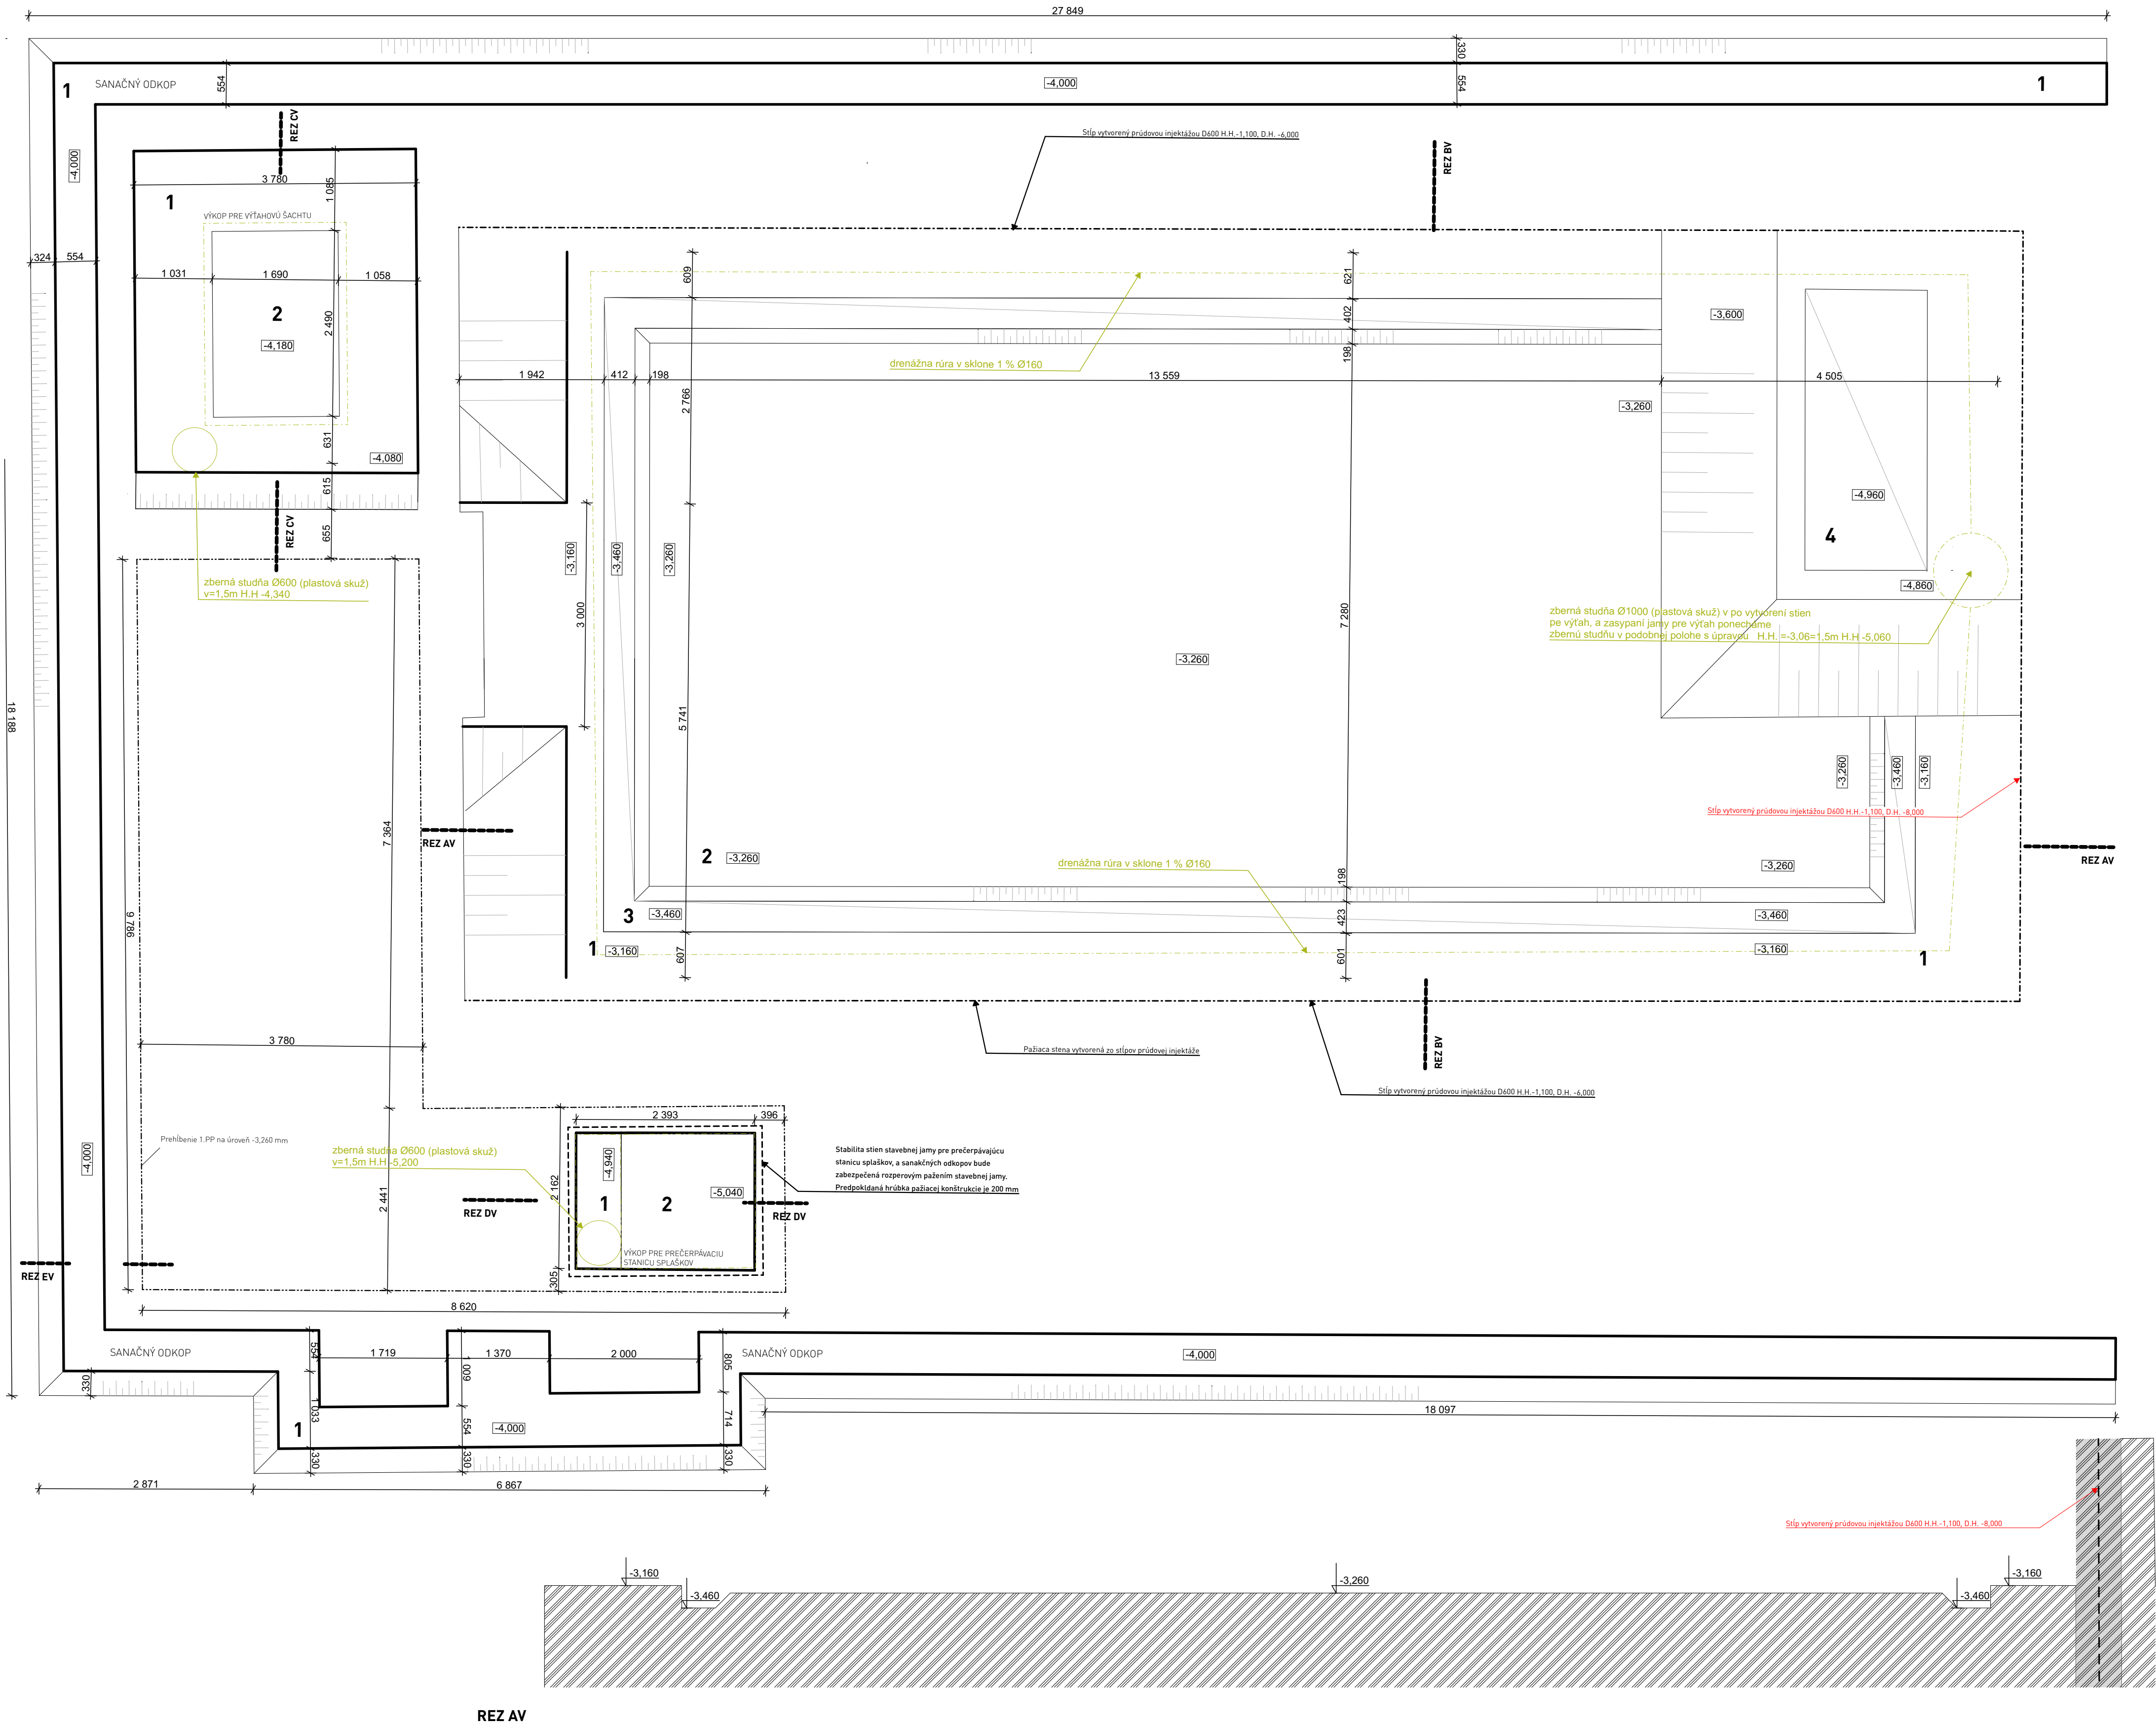 27 849
330
554
554
1
SANAČNÝ ODKOP
-4,000
1
REZ CV
Stĺp vytvorený prúdovou injektážou D600 H.H.-1,100, D.H. -6,000
REZ BV
-4,000
3 780
1 085
1
VÝKOP PRE VÝŤAHOVÚ ŠACHTU
324
554
1 031
1 690
1 058
2
2 490
-4,180
631
-4,080
615
REZ CV
655
609
621
402
198
-3,600
drenážna rúra v sklone 1 % Ø160
1 942
412
198
13 559
4 505
2 766
-3,260
-4,960
4
-4,860
-3,160
-3,460
-3,260
zberná studňa Ø600 (plastová skuž)
v=1,5m H.H -4,340
3 000
7 280
zberná studňa Ø1000 (plastová skuž) v po vytvorení stien
pe výťah, a zasypaní jamy pre výťah ponecháme
zbernú studňu v podobnej polohe s úpravou H.H. =-3,06=1,5m H.H -5,060
-3,260
18 188
5 741
-3,260
-3,460
-3,160
Stĺp vytvorený prúdovou injektážou D600 H.H.-1,100, D.H. -8,000
7 364
REZ AV
REZ AV
2
-3,260
drenážna rúra v sklone 1 % Ø160
-3,260
198
9 786
3
-3,460
423
-3,460
1
-3,160
607
601
-3,160
1
3 780
Pažiaca stena vytvorená zo stĺpov prúdovej injektáže
REZ BV
Stĺp vytvorený prúdovou injektážou D600 H.H.-1,100, D.H. -6,000
2 393
396
Prehĺbenie 1.PP na úroveň -3,260 mm
zberná studňa Ø600 (plastová skuž)
v=1,5m H.H -5,200
Stabilita stien stavebnej jamy pre prečerpávajúcu
stanicu splaškov, a sanakčných odkopov bude
zabezpečená rozperovým pažením stavebnej jamy.
Predpokldaná hrúbka pažiacej konštrukcie je 200 mm
-4,000
-4,940
2 162
-5,040
2 441
1
2
REZ DV
REZ DV
VÝKOP PRE PREČERPÁVACIU
STANICU SPLAŠKOV
REZ EV
305
8 620
SANAČNÝ ODKOP
554
1 719
1 009
1 370
2 000
805
SANAČNÝ ODKOP
-4,000
330
1 033
1
554
-4,000
714
18 097
330
330
330
2 871
6 867
Stĺp vytvorený prúdovou injektážou D600 H.H.-1,100, D.H. -8,000
-3,160
-3,460
-3,260
-3,160
-3,460
REZ AV